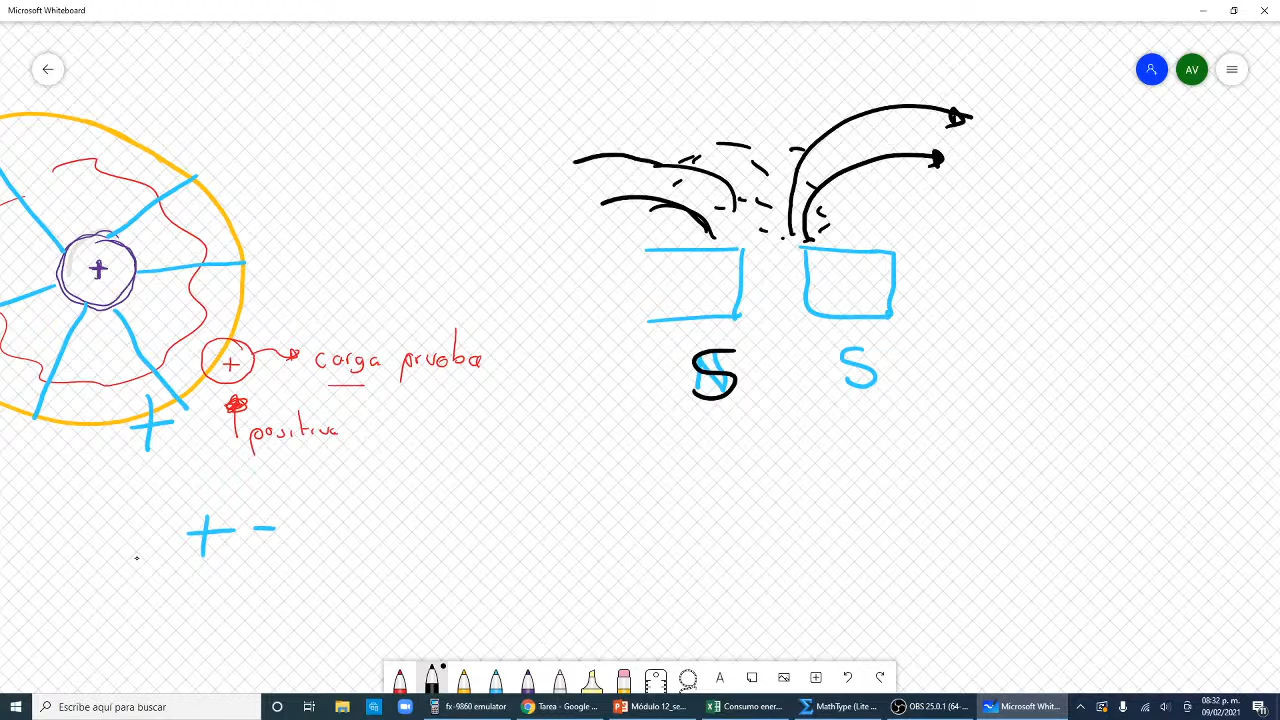 Microsoft Whiteboard
AV
+
+ carga prueba
positiva
+
+ -
N S S
A
Escribe aquí para buscar
fx-9860 emulator
Tarea - Google ...
Módulo 12_se...
Consumo ener...
MathType (Lite ...
OBS 25.0.1 (64-...
Microsoft Whit...
08:32 p. m.
09/02/2021